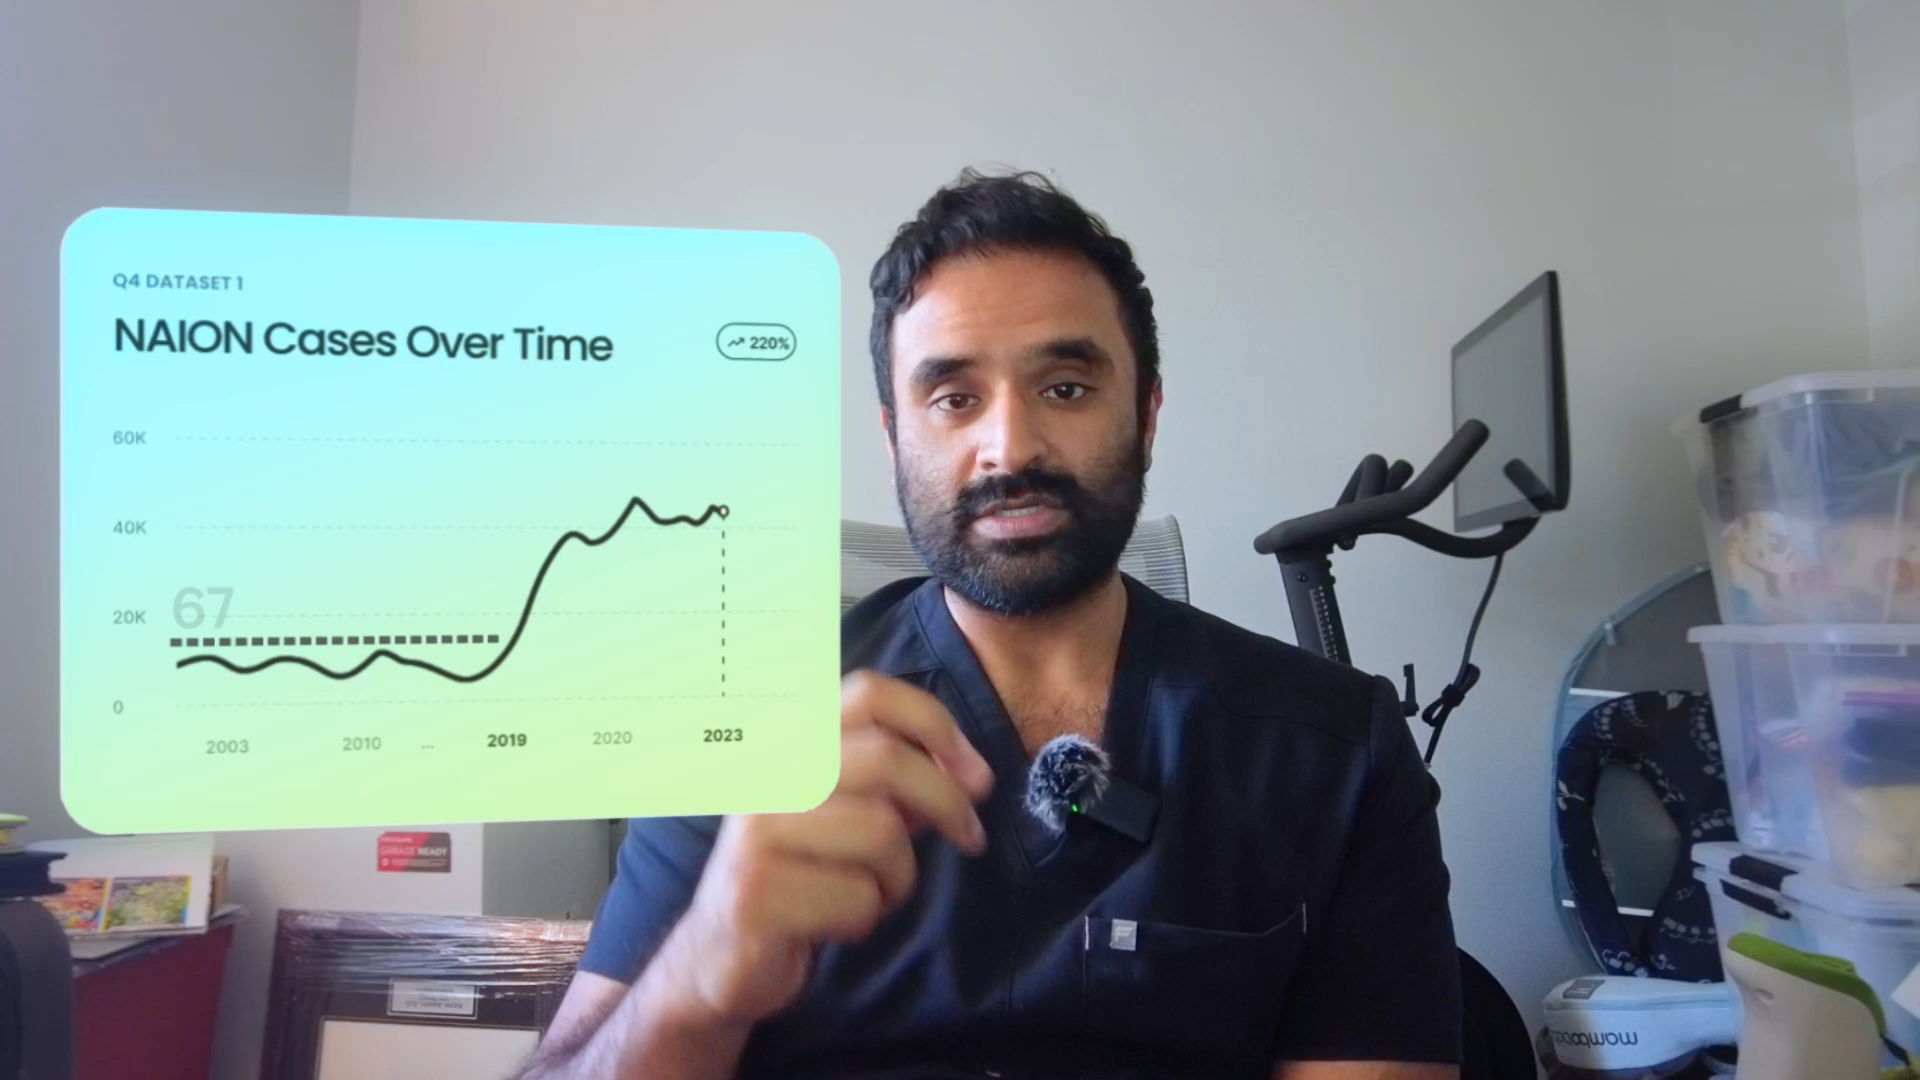 Q4 DATASET 1
NAION Cases Over Time
220%
60K
40K
67
20K
0
2003
2010
...
2019
2020
2023
GARAGE READY
mamaRoo